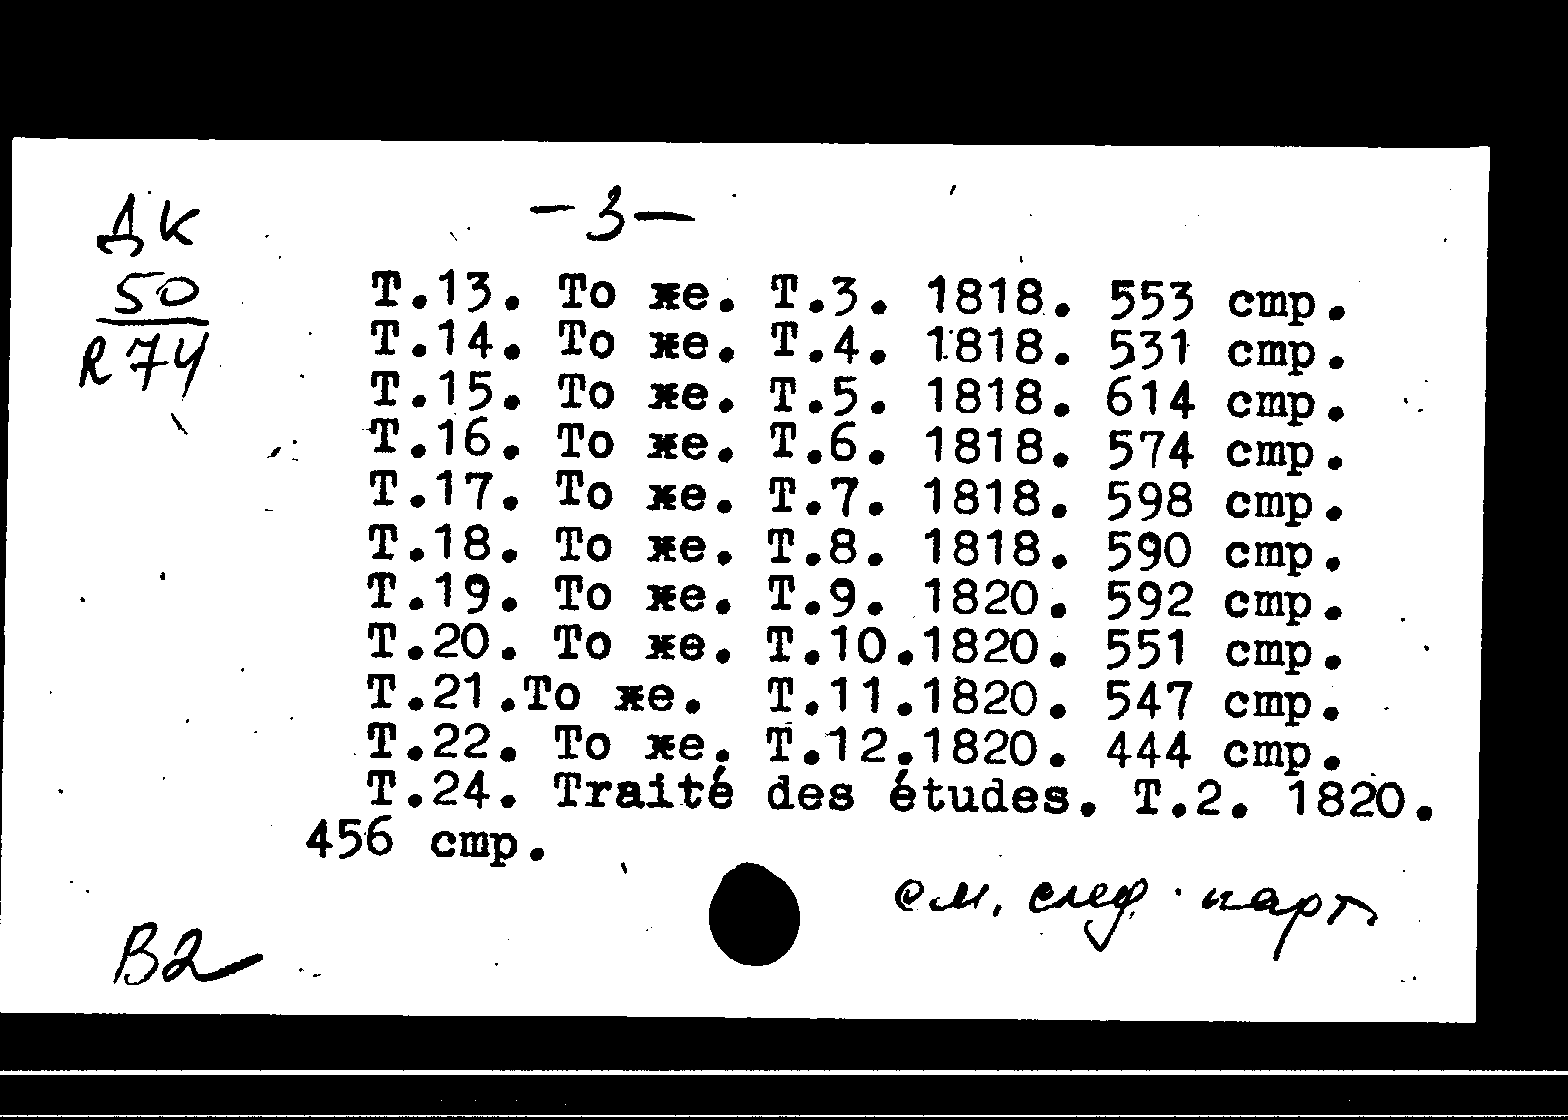 ДК
50
R74
-3-
Т.13. То же. Т.3. 1818. 553 стр.
Т.14. То же. Т.4. 1818. 531 стр.
Т.15. То же. Т.5. 1818. 614 стр.
Т.16. То же. Т.6. 1818. 574 стр.
Т.17. То же. Т.7. 1818. 598 стр.
Т.18. То же. Т.8. 1818. 590 стр.
Т.19. То же. Т.9. 1820. 592 стр.
Т.20. То же. Т.10.1820. 551 стр.
Т.21.То же. Т.11.1820. 547 стр.
Т.22. То же. Т.12.1820. 444 стр.
Т.24. Traité des études. Т.2. 1820.
456 стр.
см. след. карт
В2